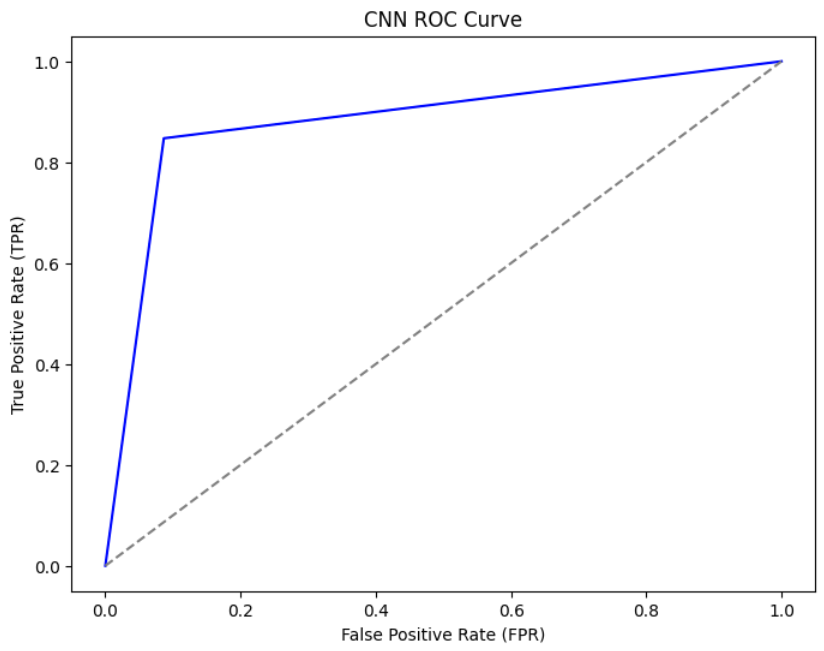 CNN ROC Curve
True Positive Rate (TPR)
1.0
0.8
0.6
0.4
0.2
0.0
0.0 0.2 0.4 0.6 0.8 1.0
False Positive Rate (FPR)